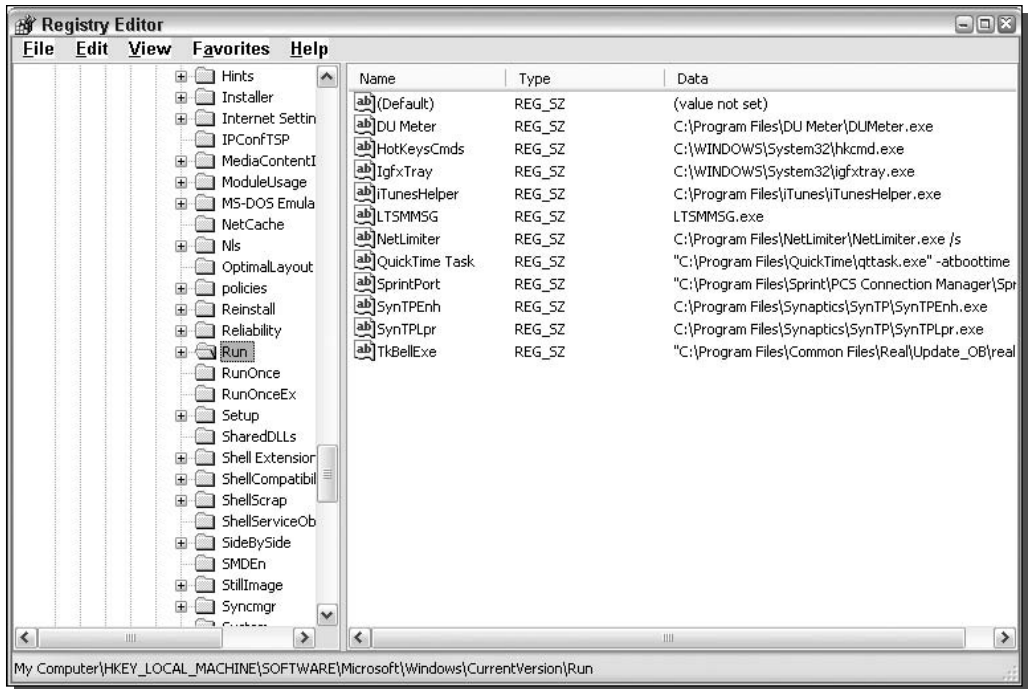 Registry Editor
File Edit View Favorites Help
Hints
Installer
Internet Settin
IPConfTSP
MediaContentI
ModuleUsage
MS-DOS Emula
NetCache
Nls
OptimalLayout
policies
Reinstall
Reliability
Run
RunOnce
RunOnceEx
Setup
SharedDLLs
Shell Extension
ShellCompatibil
ShellScrap
ShellServiceOb
SideBySide
SMDEn
StillImage
Syncmgr
Name Type Data
(Default) REG_SZ (value not set)
DU Meter REG_SZ C:\Program Files\DU Meter\DUMeter.exe
HotKeysCmds REG_SZ C:\WINDOWS\System32\hkcmd.exe
IgfxTray REG_SZ C:\WINDOWS\System32\igfxtray.exe
iTunesHelper REG_SZ C:\Program Files\iTunes\iTunesHelper.exe
LTSMMSG REG_SZ LTSMMSG.exe
NetLimiter REG_SZ C:\Program Files\NetLimiter\NetLimiter.exe /s
QuickTime Task REG_SZ "C:\Program Files\QuickTime\qttask.exe" -atboottime
SprintPort REG_SZ "C:\Program Files\Sprint\PCS Connection Manager\Spr
SynTPEnh REG_SZ C:\Program Files\Synaptics\SynTP\SynTPEnh.exe
SynTPLpr REG_SZ C:\Program Files\Synaptics\SynTP\SynTPLpr.exe
TkBellExe REG_SZ "C:\Program Files\Common Files\Real\Update_OB\real
My Computer\HKEY_LOCAL_MACHINE\SOFTWARE\Microsoft\Windows\CurrentVersion\Run